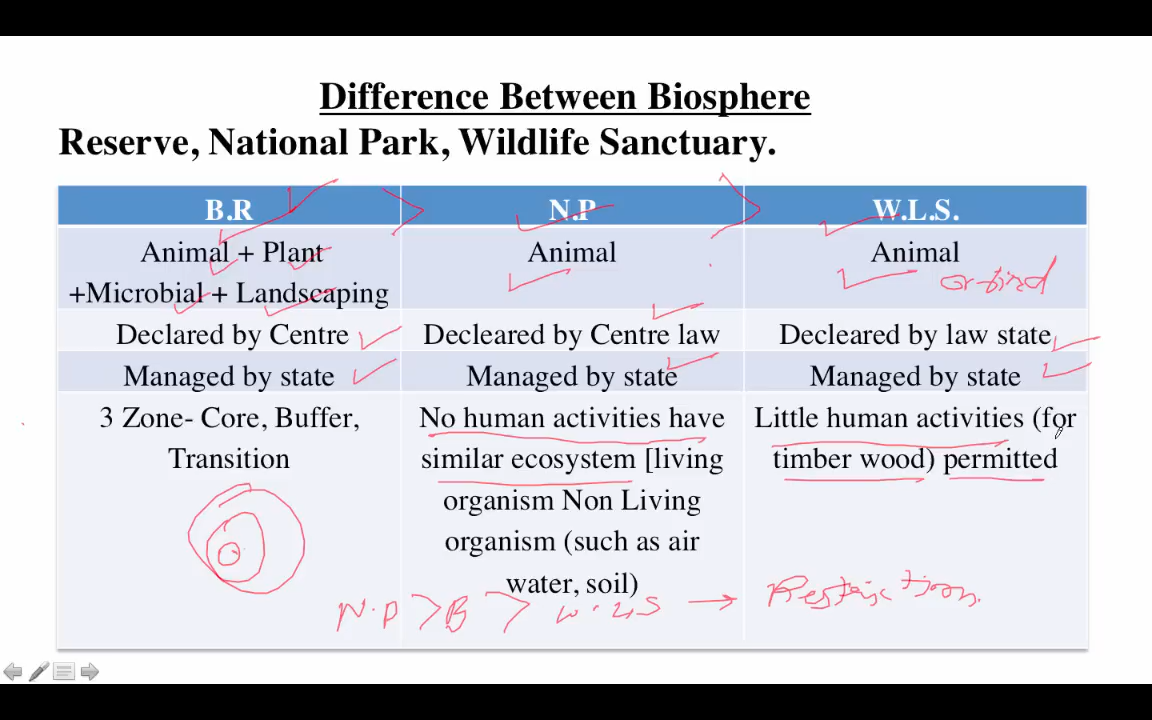 Difference Between Biosphere
Reserve, National Park, Wildlife Sanctuary.
B.R
N.P
W.L.S.
Animal + Plant
+Microbial + Landscaping
Animal
Animal
or bird
Declared by Centre
Decleared by Centre law
Decleared by law state
Managed by state
Managed by state
Managed by state
3 Zone- Core, Buffer,
Transition
No human activities have
similar ecosystem [living
organism Non Living
organism (such as air
water, soil)
Little human activities (for
timber wood) permitted
N.P > B > W.LS → Restriction.